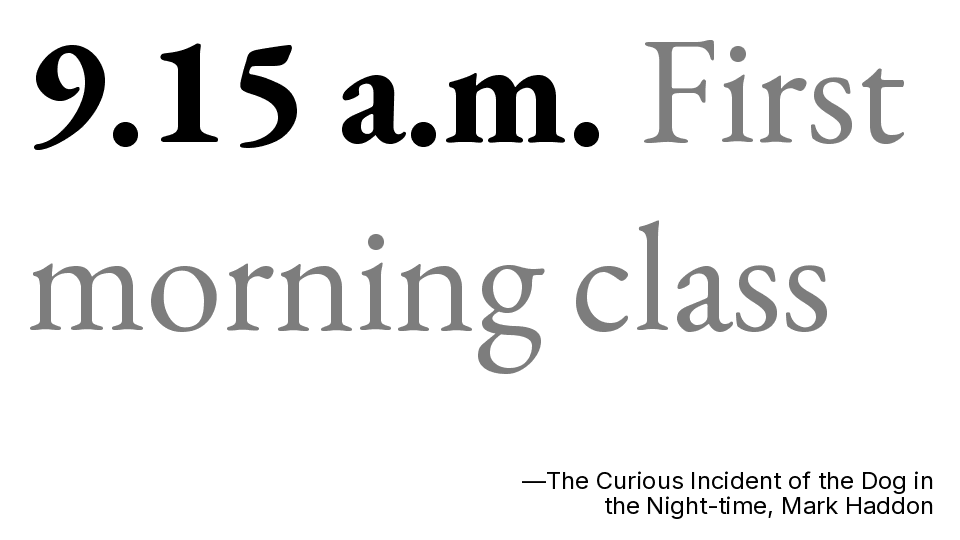 9.15 a.m. First
morning class
—The Curious Incident of the Dog in
the Night-time, Mark Haddon